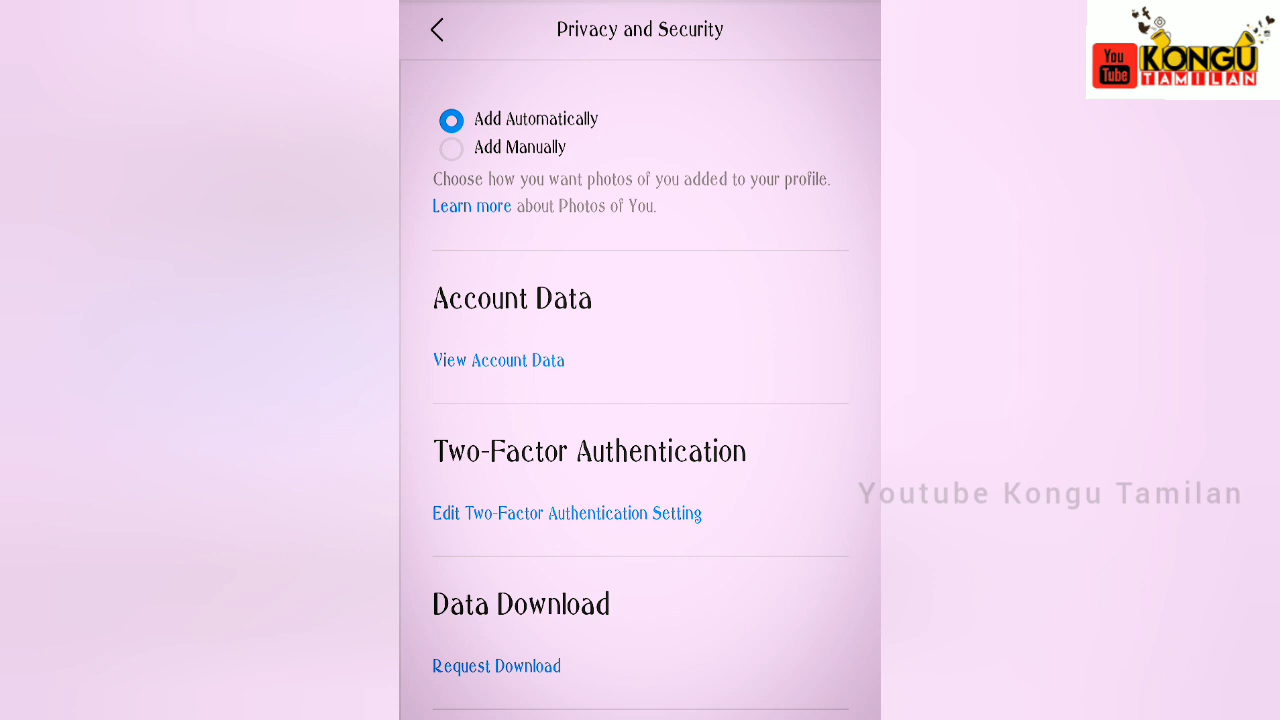 Privacy and Security
You
Tube
KONGU
TAMILAN
Add Automatically
Add Manually
Choose how you want photos of you added to your profile.
Learn more about Photos of You.
Account Data
View Account Data
Two-Factor Authentication
Youtube Kongu Tamilan
Edit Two-Factor Authentication Setting
Data Download
Request Download